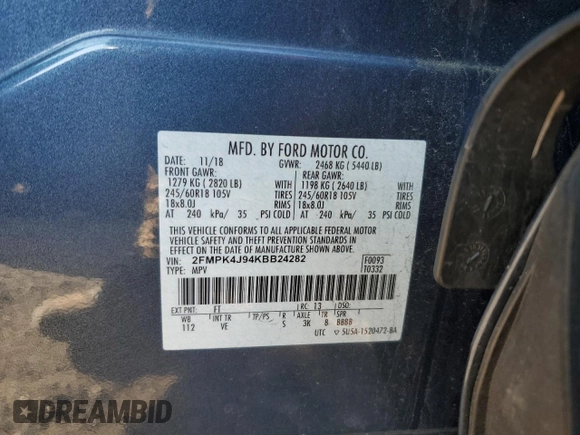 MFD. BY FORD MOTOR CO.
DATE: 11/18 GVWR: 2468 KG ( 5440 LB)
FRONT GAWR: REAR GAWR:
1279 KG ( 2820 LB) WITH 1198 KG ( 2640 LB) WITH
245/60R18 105V TIRES 245/60R18 105V TIRES
18x8.0J RIMS 18x8.0J RIMS
AT 240 kPa/ 35 PSI COLD AT 240 kPa/ 35 PSI COLD
THIS VEHICLE CONFORMS TO ALL APPLICABLE FEDERAL MOTOR
VEHICLE SAFETY AND THEFT PREVENTION STANDARDS IN
EFFECT ON THE DATE OF MANUFACTURE SHOWN ABOVE.
VIN: 2FMPK4J94KBB24282 F0093
TYPE: MPV T0332
EXT PNT: FT RC: 13 DSO:
WB INT TR TP/PS R AXLE TR SPR
112 VE S 3K 8 BBBB
UTC ▽ 5U5A-1520472-BA
DREAMBID